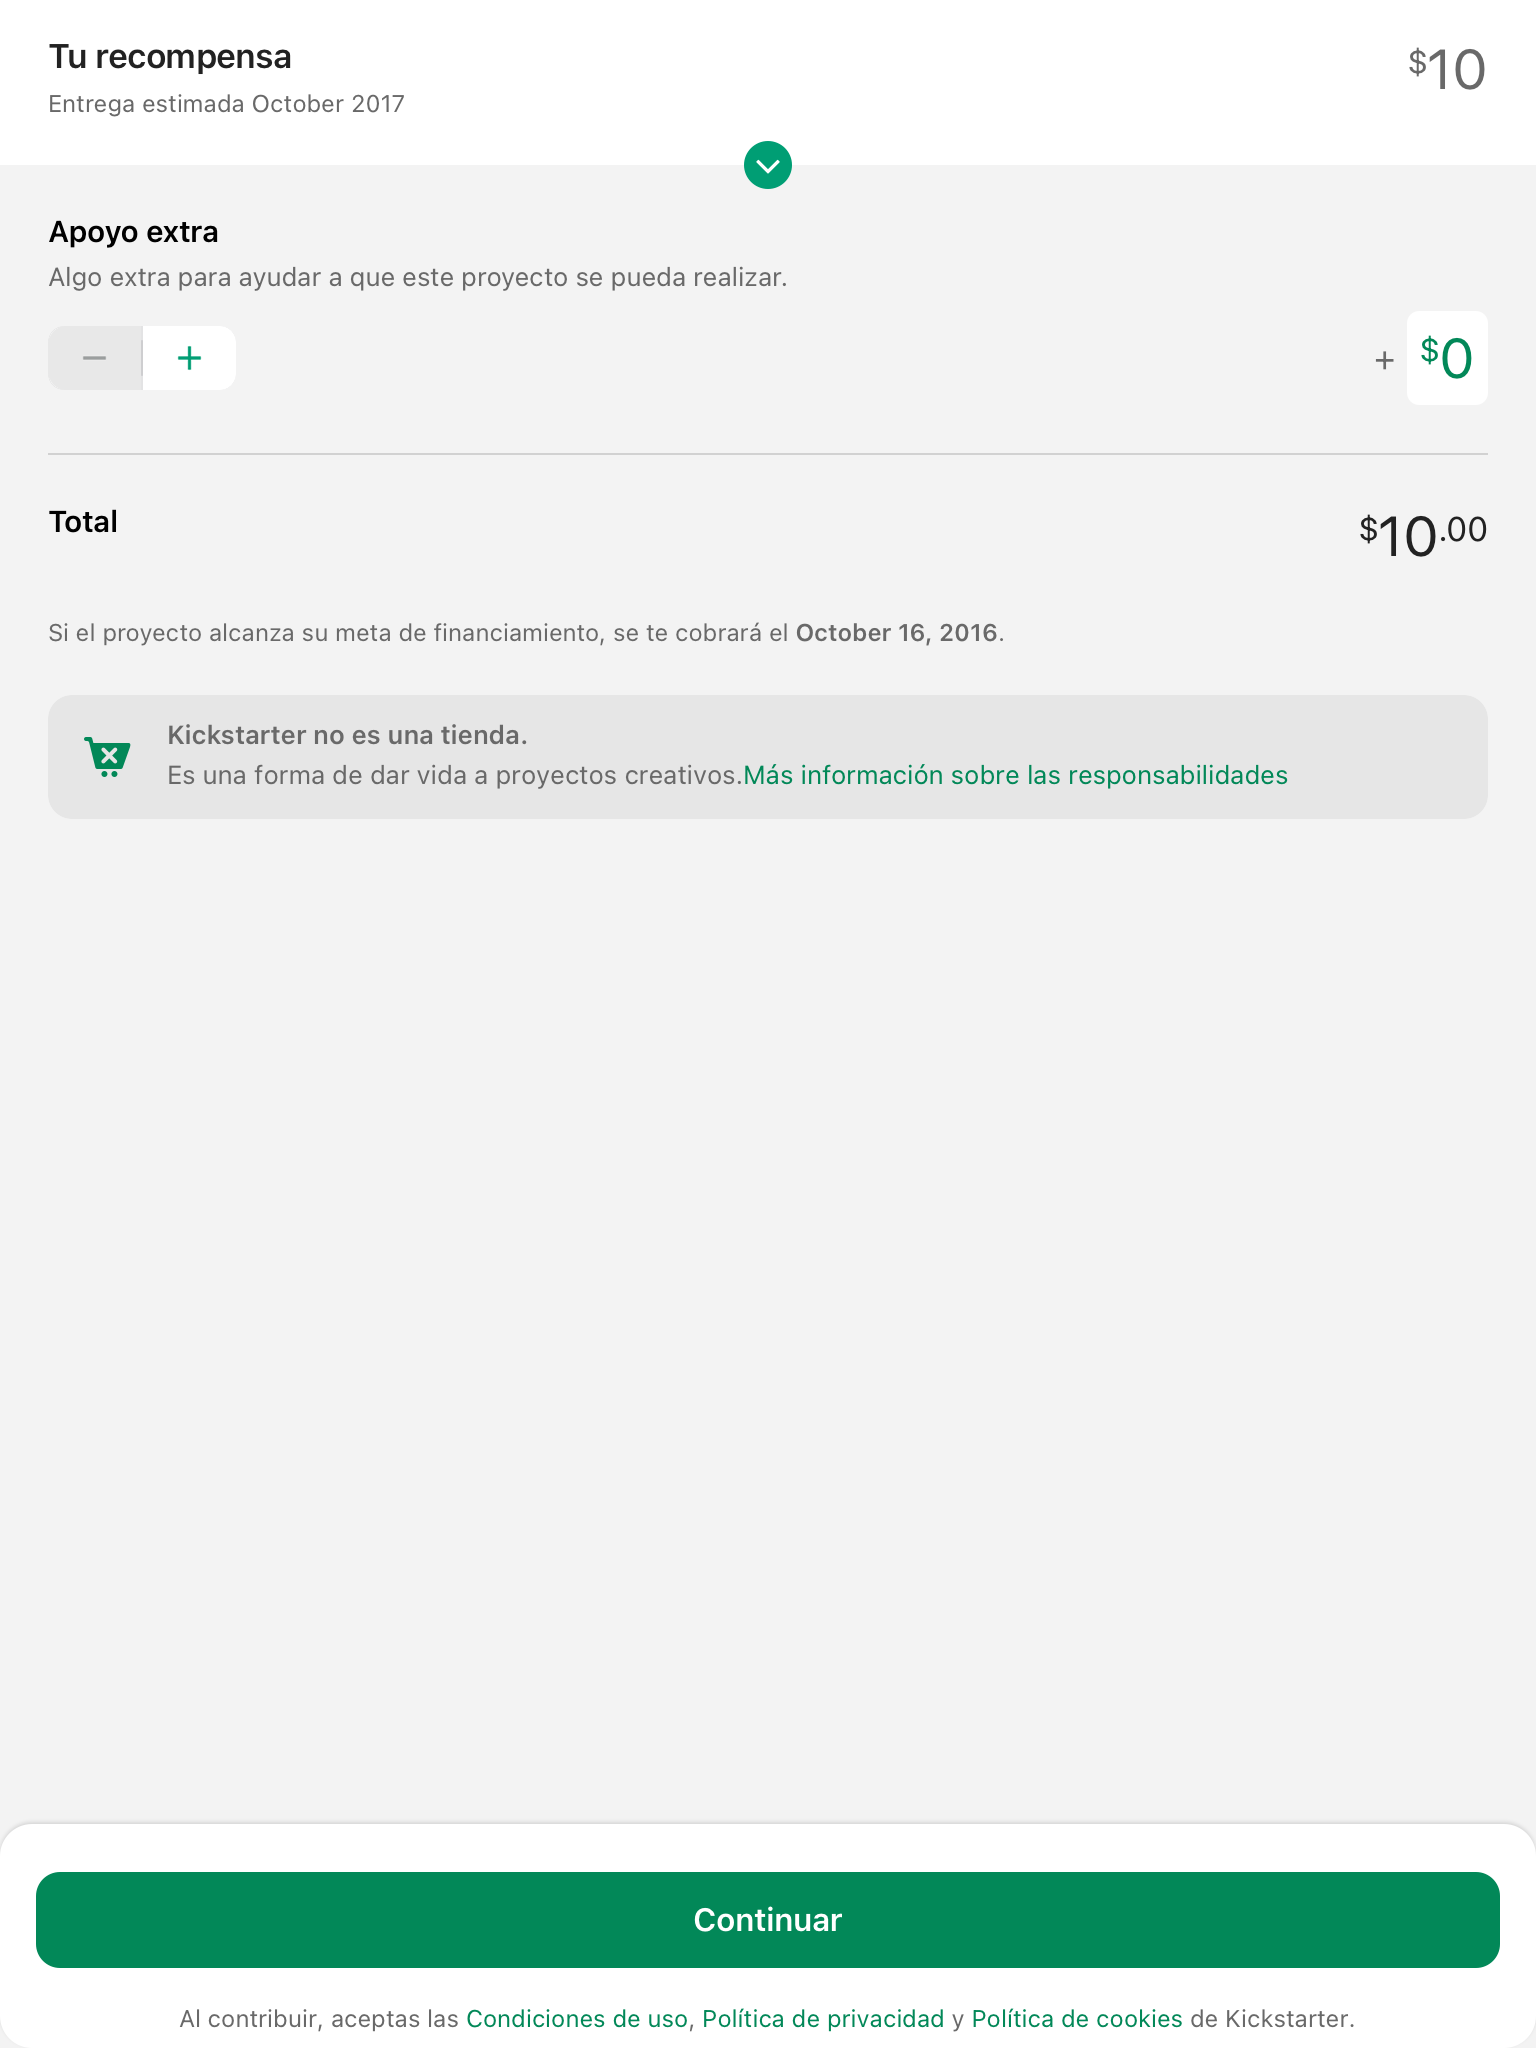 Tu recompensa
$10
Entrega estimada October 2017
Apoyo extra
Algo extra para ayudar a que este proyecto se pueda realizar.
+ $0
Total
$10.00
Si el proyecto alcanza su meta de financiamiento, se te cobrará el October 16, 2016.
Kickstarter no es una tienda.
Es una forma de dar vida a proyectos creativos.Más información sobre las responsabilidades
Continuar
Al contribuir, aceptas las Condiciones de uso, Política de privacidad y Política de cookies de Kickstarter.